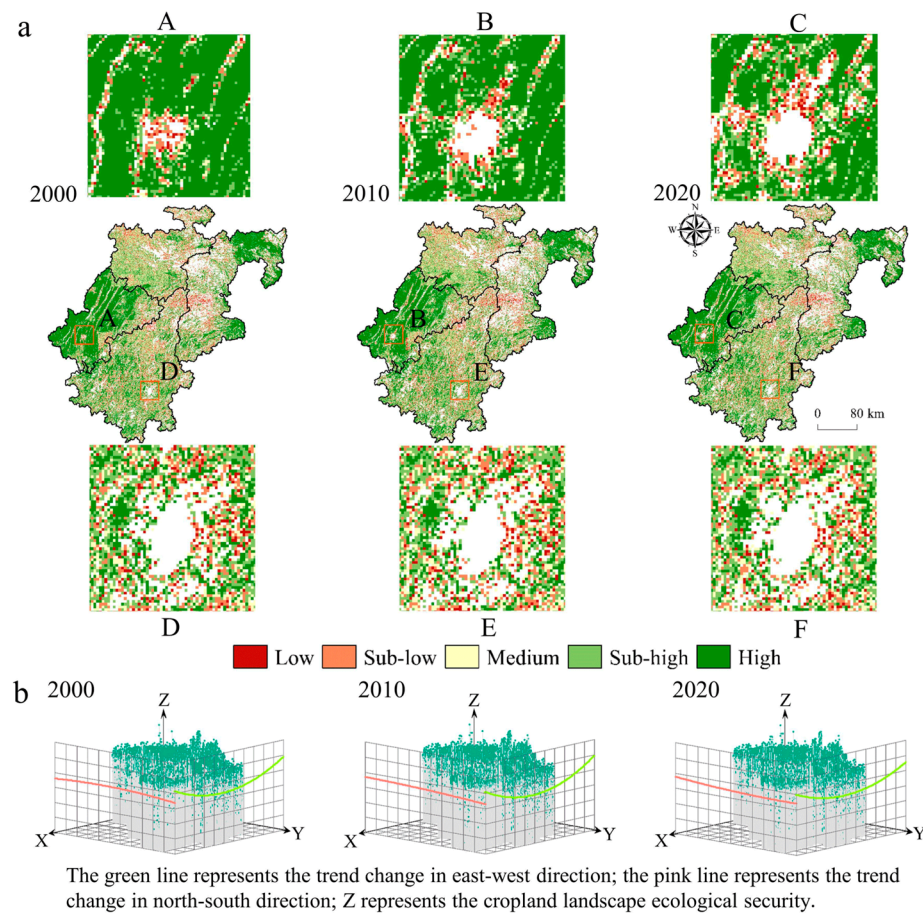 a
A B C
2000 2010 2020
N
W E
S
A B C
D E F
0 80 km
D E F
Low Sub-low Medium Sub-high High
b
2000 2010 2020
Z Z Z
X Y X Y X Y
The green line represents the trend change in east-west direction; the pink line represents the trend
change in north-south direction; Z represents the cropland landscape ecological security.